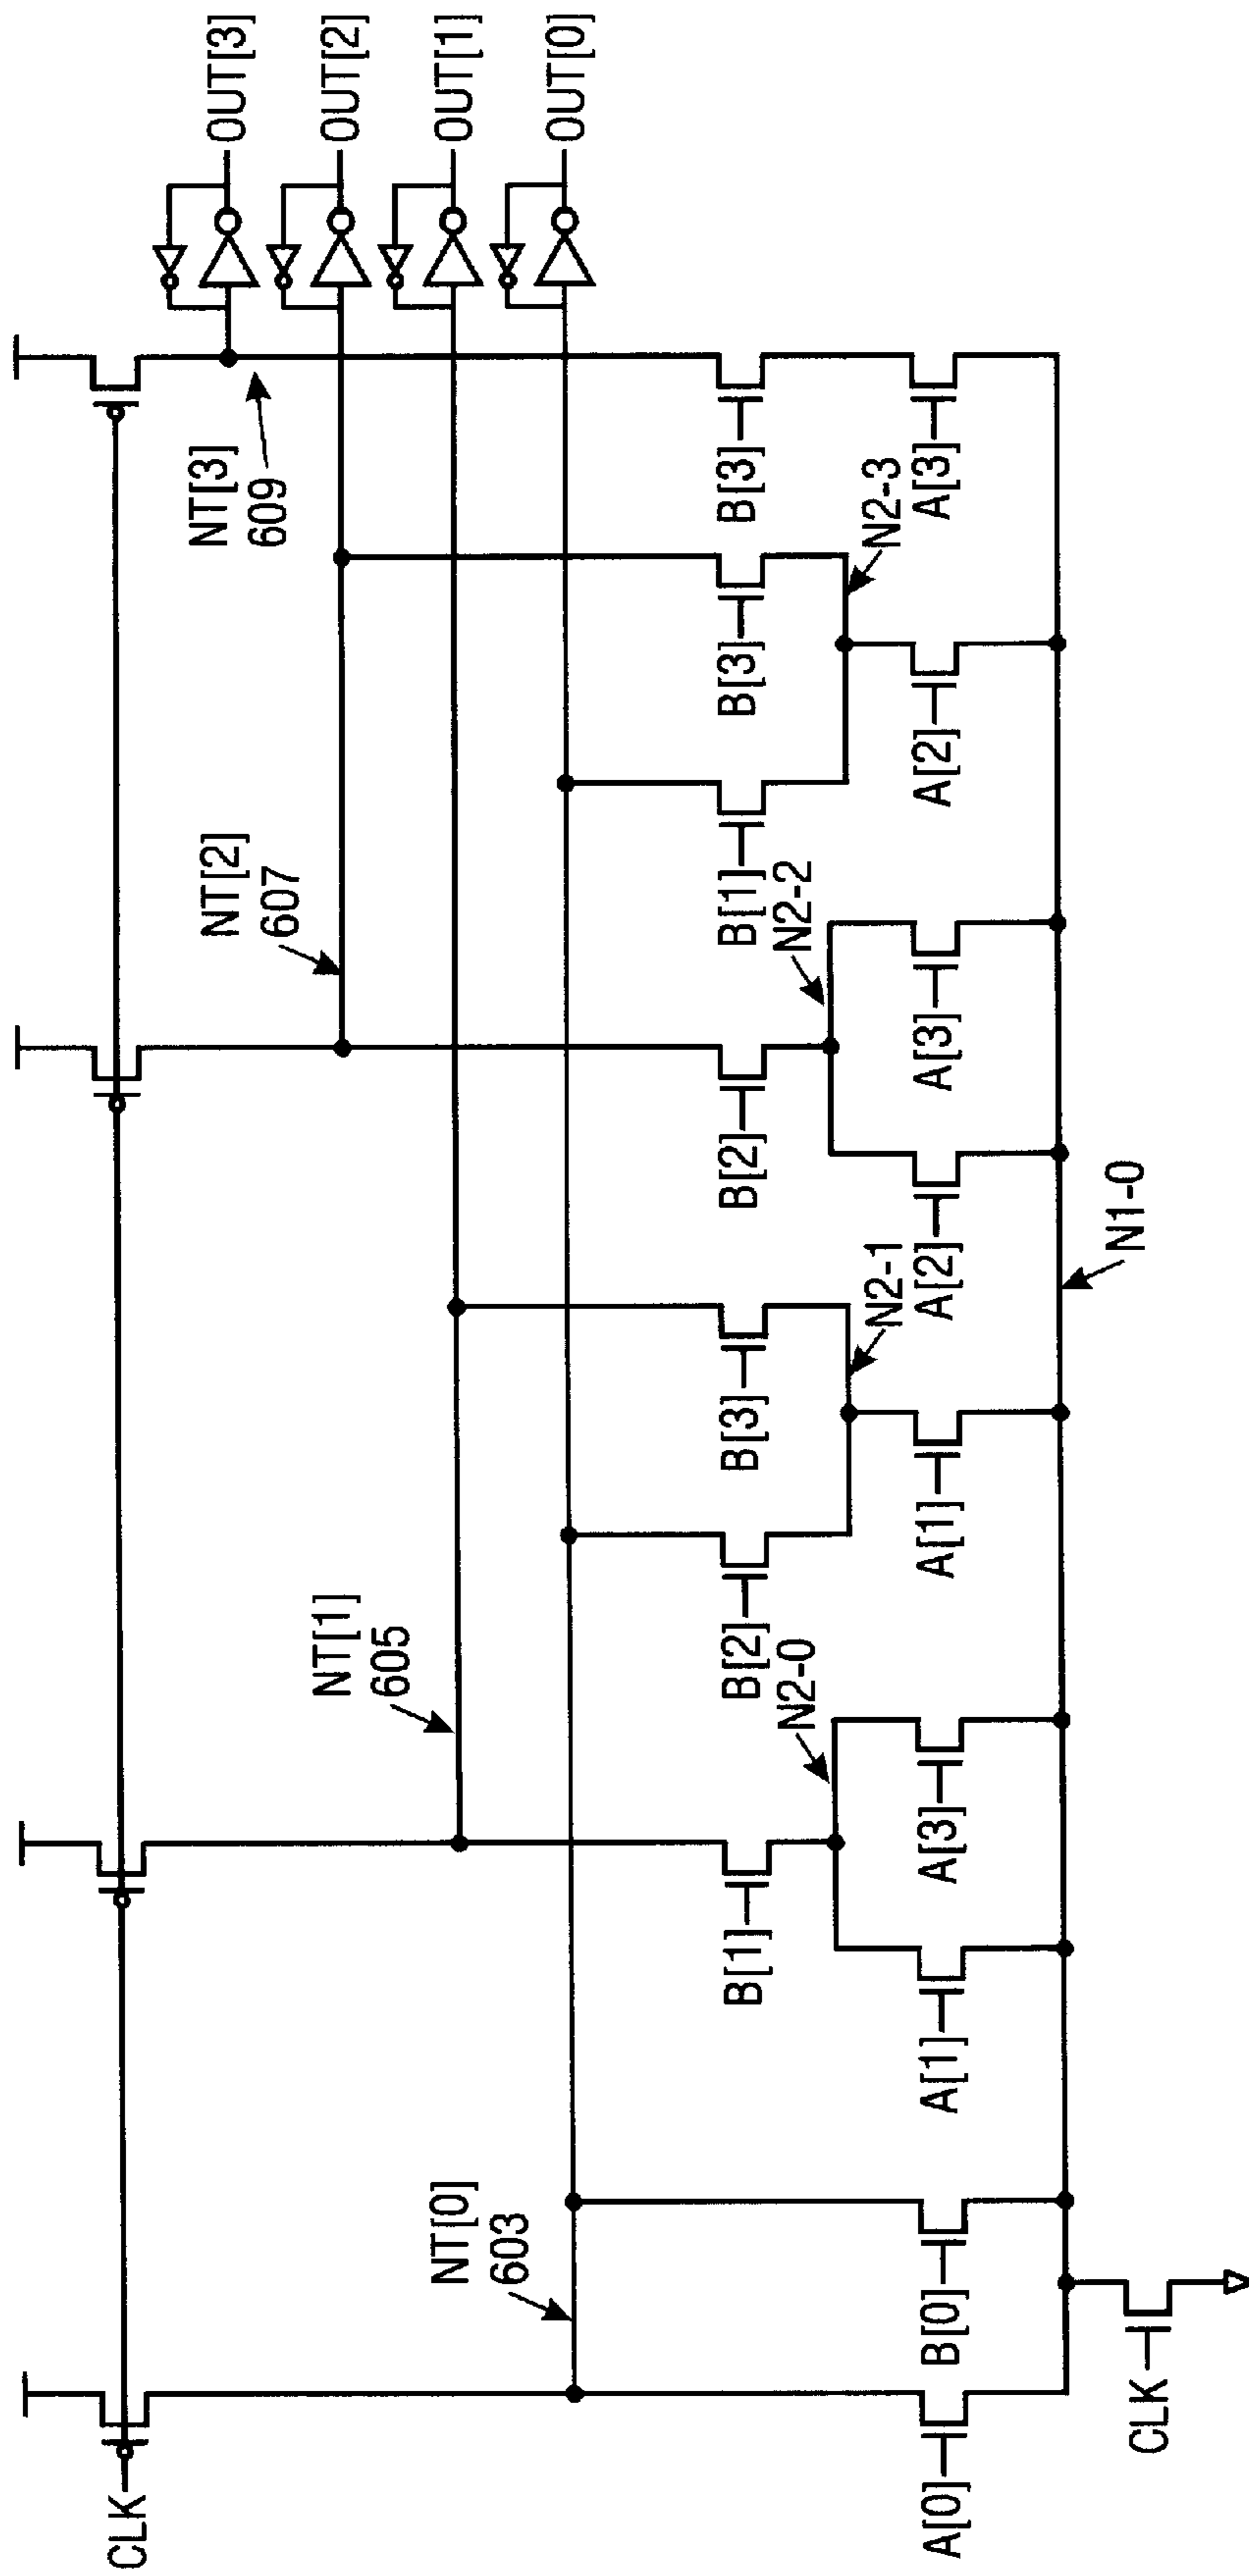 CLK
NT[3]
609
NT[2]
607
NT[1]
605
NT[0]
603
OUT[3]
OUT[2]
OUT[1]
OUT[0]
B[1]
B[2]
B[3]
B[2]
B[1]
B[3]
B[3]
N2-0
N2-1
N2-2
N2-3
A[0]
B[0]
A[1]
A[3]
A[1]
A[2]
A[3]
A[2]
A[3]
N1-0
CLK